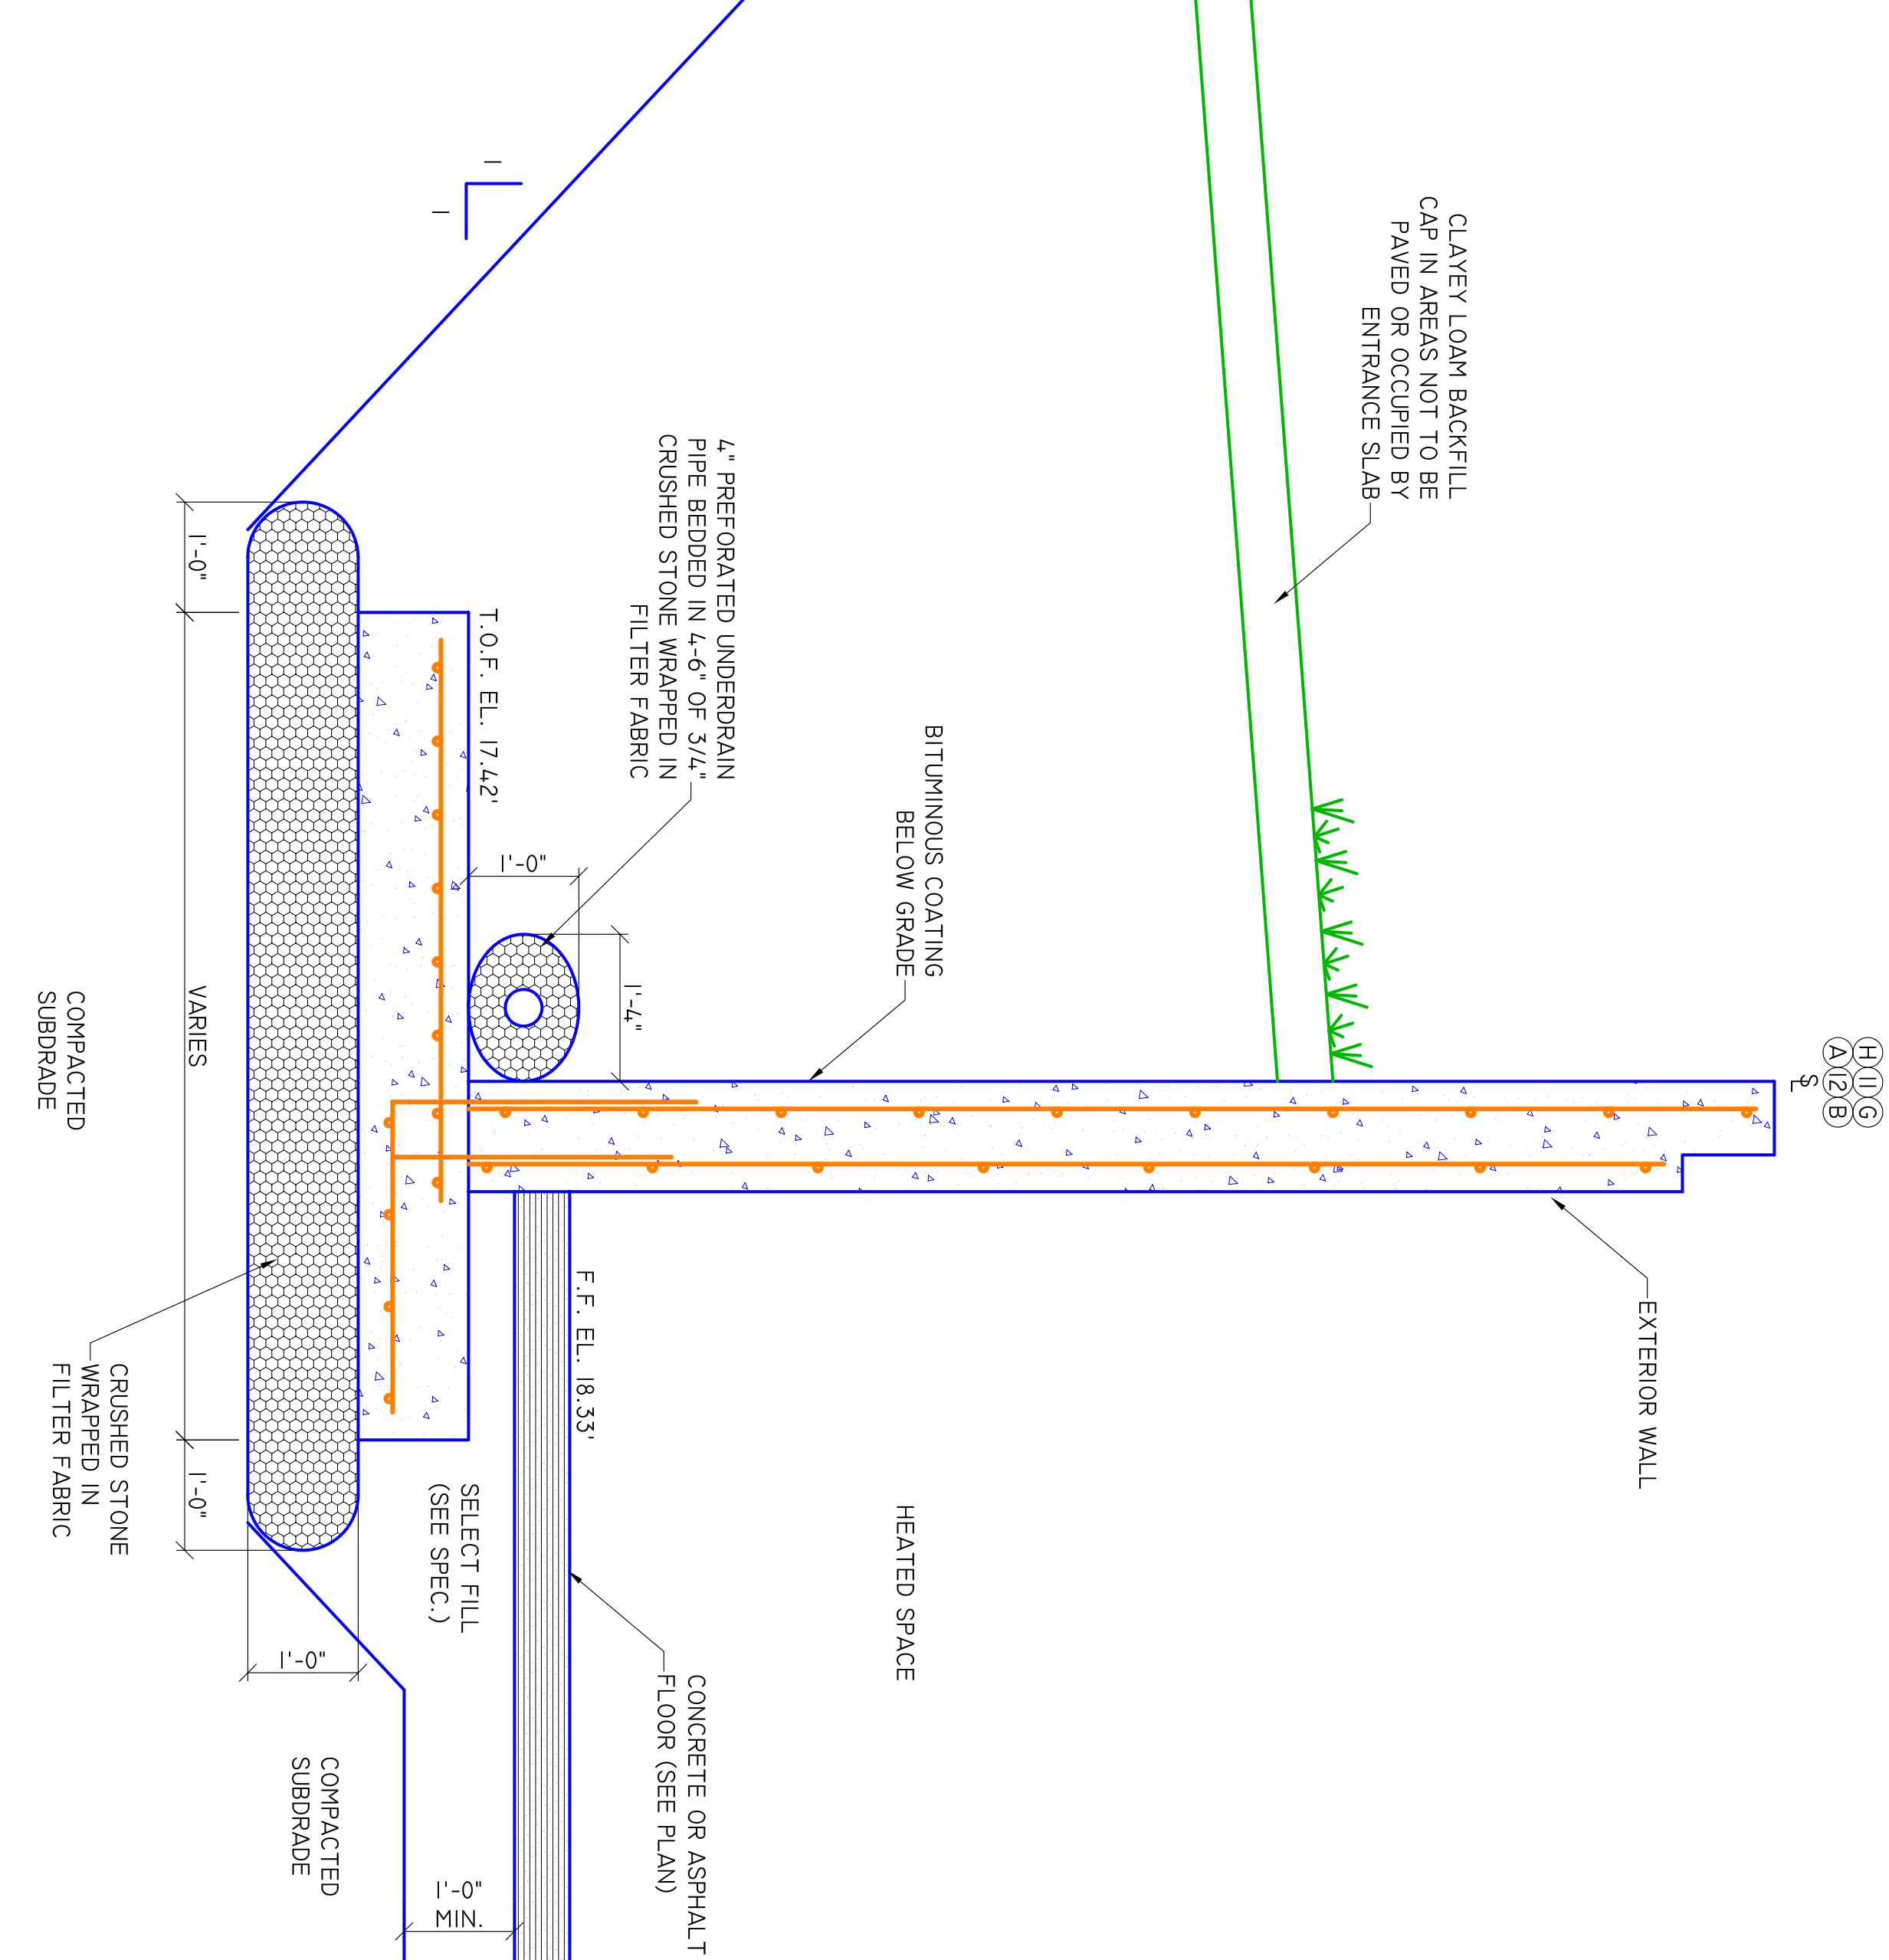 H 11 G
A 12 B
℄
CLAYEY LOAM BACKFILL
CAP IN AREAS NOT TO BE
PAVED OR OCCUPIED BY
ENTRANCE SLAB
EXTERIOR WALL
BITUMINOUS COATING
BELOW GRADE
HEATED SPACE
4" PREFORATED UNDERDRAIN
PIPE BEDDED IN 4-6" OF 3/4"
CRUSHED STONE WRAPPED IN
FILTER FABRIC
CONCRETE OR ASPHALT
FLOOR (SEE PLAN)
1'-4"
1'-0"
F.F. EL. 18.33'
T.O.F. EL. 17.42'
1
1
SELECT FILL
(SEE SPEC.)
1'-0"
MIN.
COMPACTED
SUBDRADE
1'-0"
1'-0"
VARIES
1'-0"
CRUSHED STONE
WRAPPED IN
FILTER FABRIC
COMPACTED
SUBDRADE